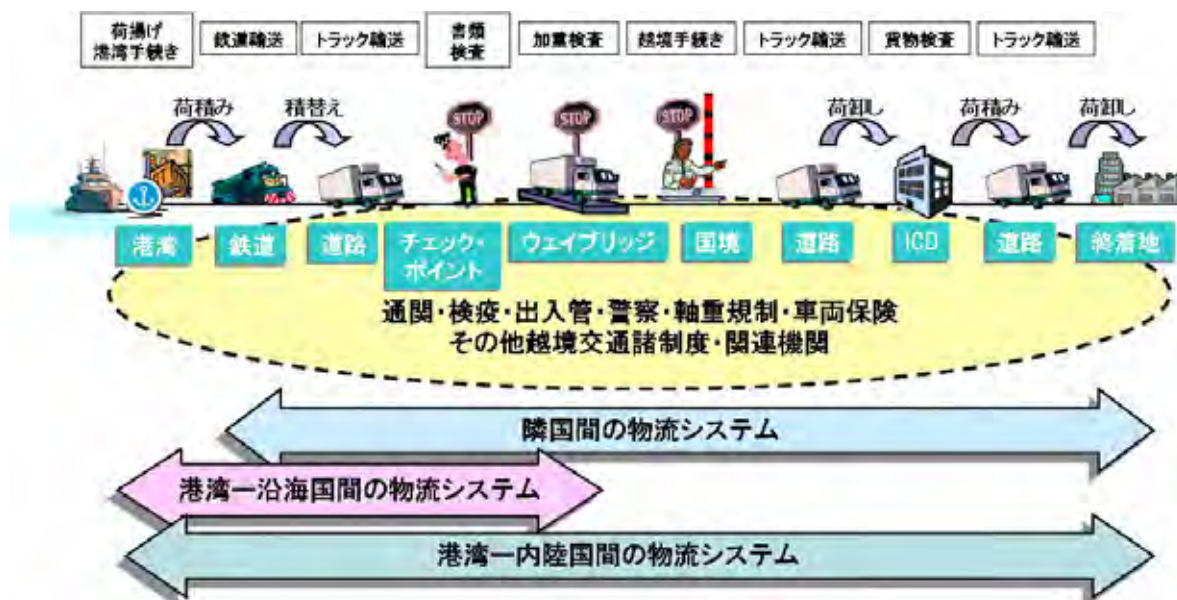 荷揚げ
港湾手続き
鉄道輸送
トラック輸送
書類
検査
加重検査
越境手続き
トラック輸送
貨物検査
トラック輸送
荷積み
積替え
荷卸し
荷積み
荷卸し
STOP
STOP
STOP
港湾
鉄道
道路
チェック・
ポイント
ウェイブリッジ
国境
道路
ICD
道路
終着地
通関・検疫・出入管・警察・軸重規制・車両保険
その他越境交通諸制度・関連機関
隣国間の物流システム
港湾ー沿海国間の物流システム
港湾ー内陸国間の物流システム